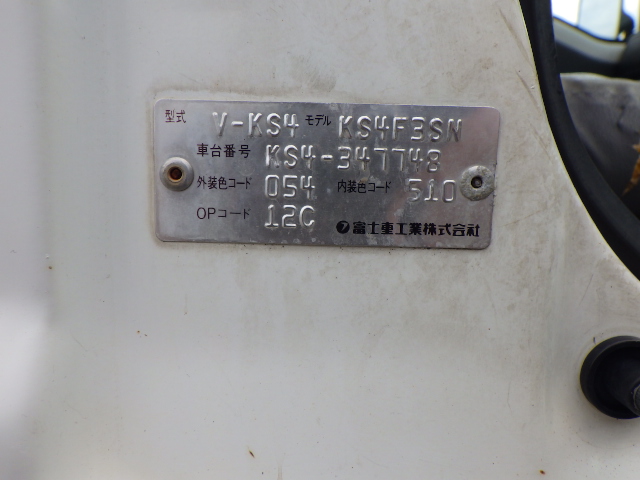 型式 V-KS4 モデル KS4F3SN
車台番号 KS4-347748
外装色コード 054 内装色コード 510
OPコード 12C
富士重工業株式会社